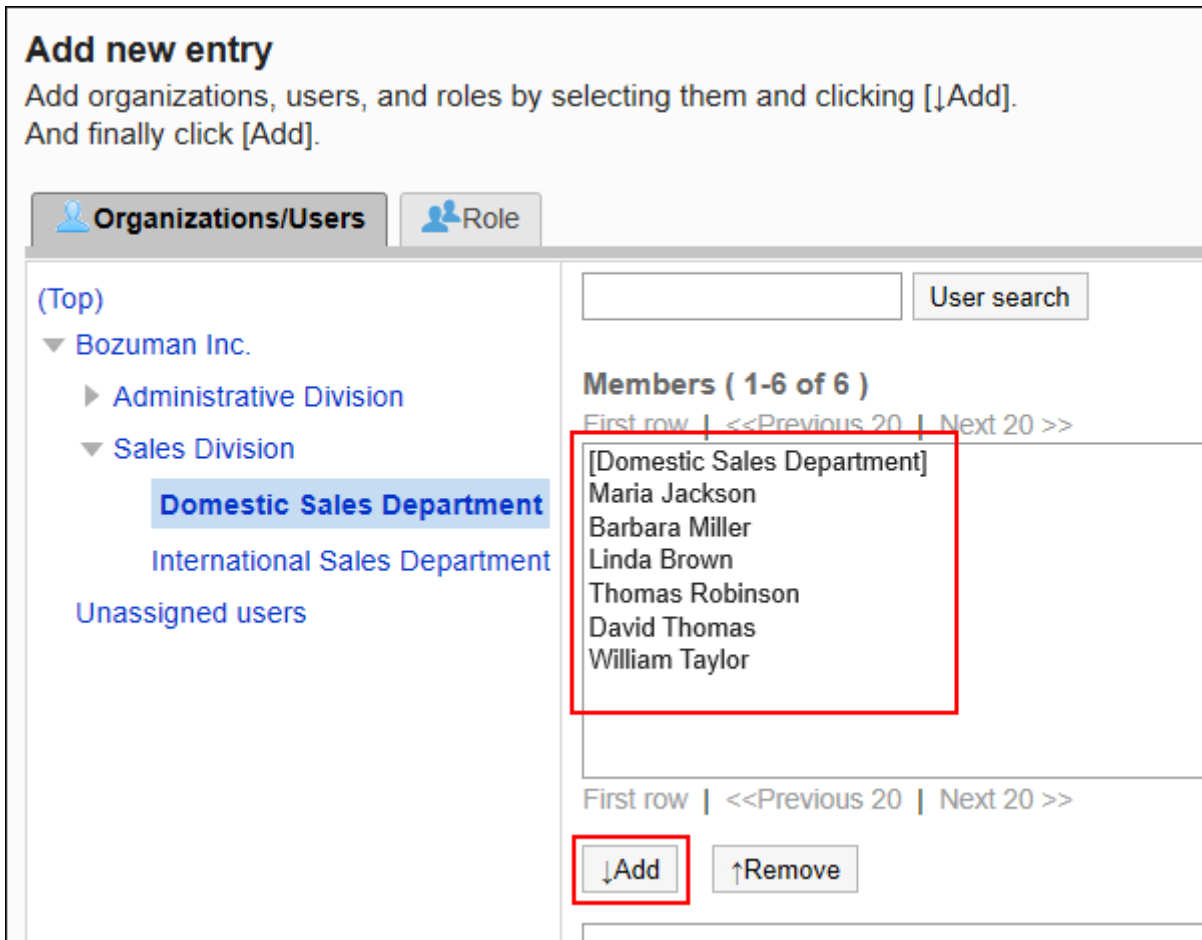 Add new entry
Add organizations, users, and roles by selecting them and clicking [↓Add].
And finally click [Add].
Organizations/Users
Role
(Top)
Bozuman Inc.
Administrative Division
Sales Division
Domestic Sales Department
International Sales Department
Unassigned users
User search
Members ( 1-6 of 6 )
First row | <<Previous 20 | Next 20 >>
[Domestic Sales Department]
Maria Jackson
Barbara Miller
Linda Brown
Thomas Robinson
David Thomas
William Taylor
First row | <<Previous 20 | Next 20 >>
↓Add ↑Remove